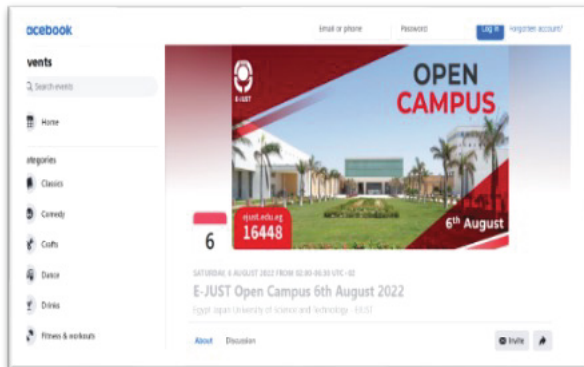 acebook
Email or phone
Password
Log In
Forgotten account?
vents
Search events
Home
ategories
Classics
Comedy
Crafts
Dance
Drinks
Fitness & workouts
E-JUST
OPEN
CAMPUS
ejust.edu.eg
16448
6th August
6
SATURDAY, 6 AUGUST 2022 FROM 02:00-06:30 UTC+02
E-JUST Open Campus 6th August 2022
Egypt Japan University of Science and Technology - EJUST
About
Discussion
Invite